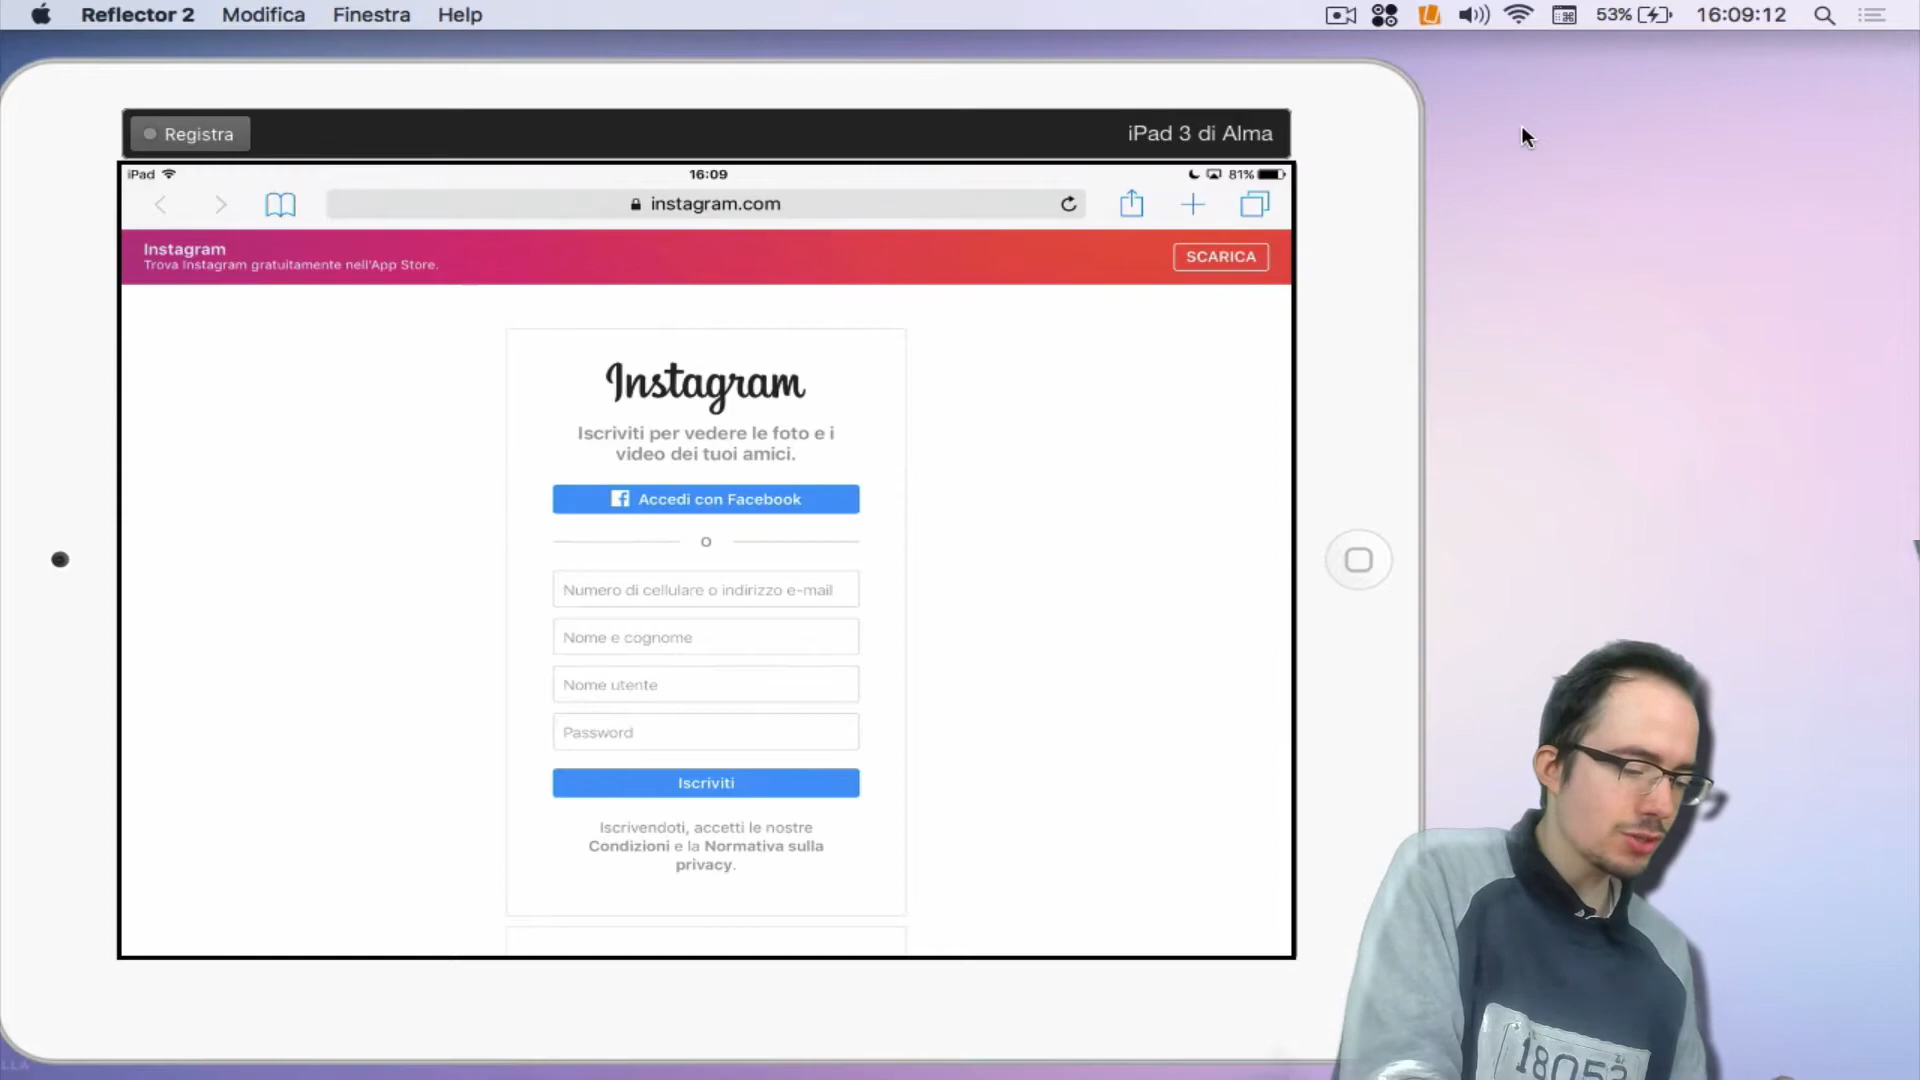 Reflector 2 Modifica Finestra Help 53% 16:09:12
Registra iPad 3 di Alma
iPad 16:09 81%
instagram.com
Instagram
Trova Instagram gratuitamente nell'App Store.
SCARICA
Instagram
Iscriviti per vedere le foto e i
video dei tuoi amici.
Accedi con Facebook
O
Numero di cellulare o indirizzo e-mail
Nome e cognome
Nome utente
Password
Iscriviti
Iscrivendoti, accetti le nostre
Condizioni e la Normativa sulla
privacy.